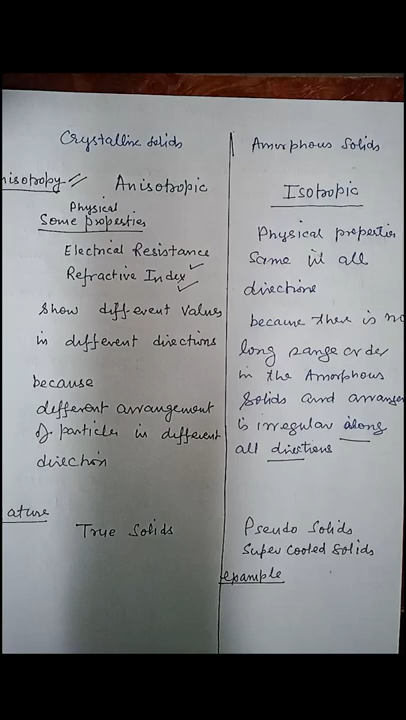 Crystalline solids
Amorphous Solids
nisotropy
Anisotropic
Isotropic
Physical
Some properties
Electrical Resistance
Refractive Index
Show different values
in different directions
because
different arrangement
of particles in different
direction
Physical properties
Same in all
directions
because there is no
long range order
in the Amorphous
Solids and arrange
is irregular along
all directions
ature
True Solids
Pseudo Solids
Super Cooled Solids
example